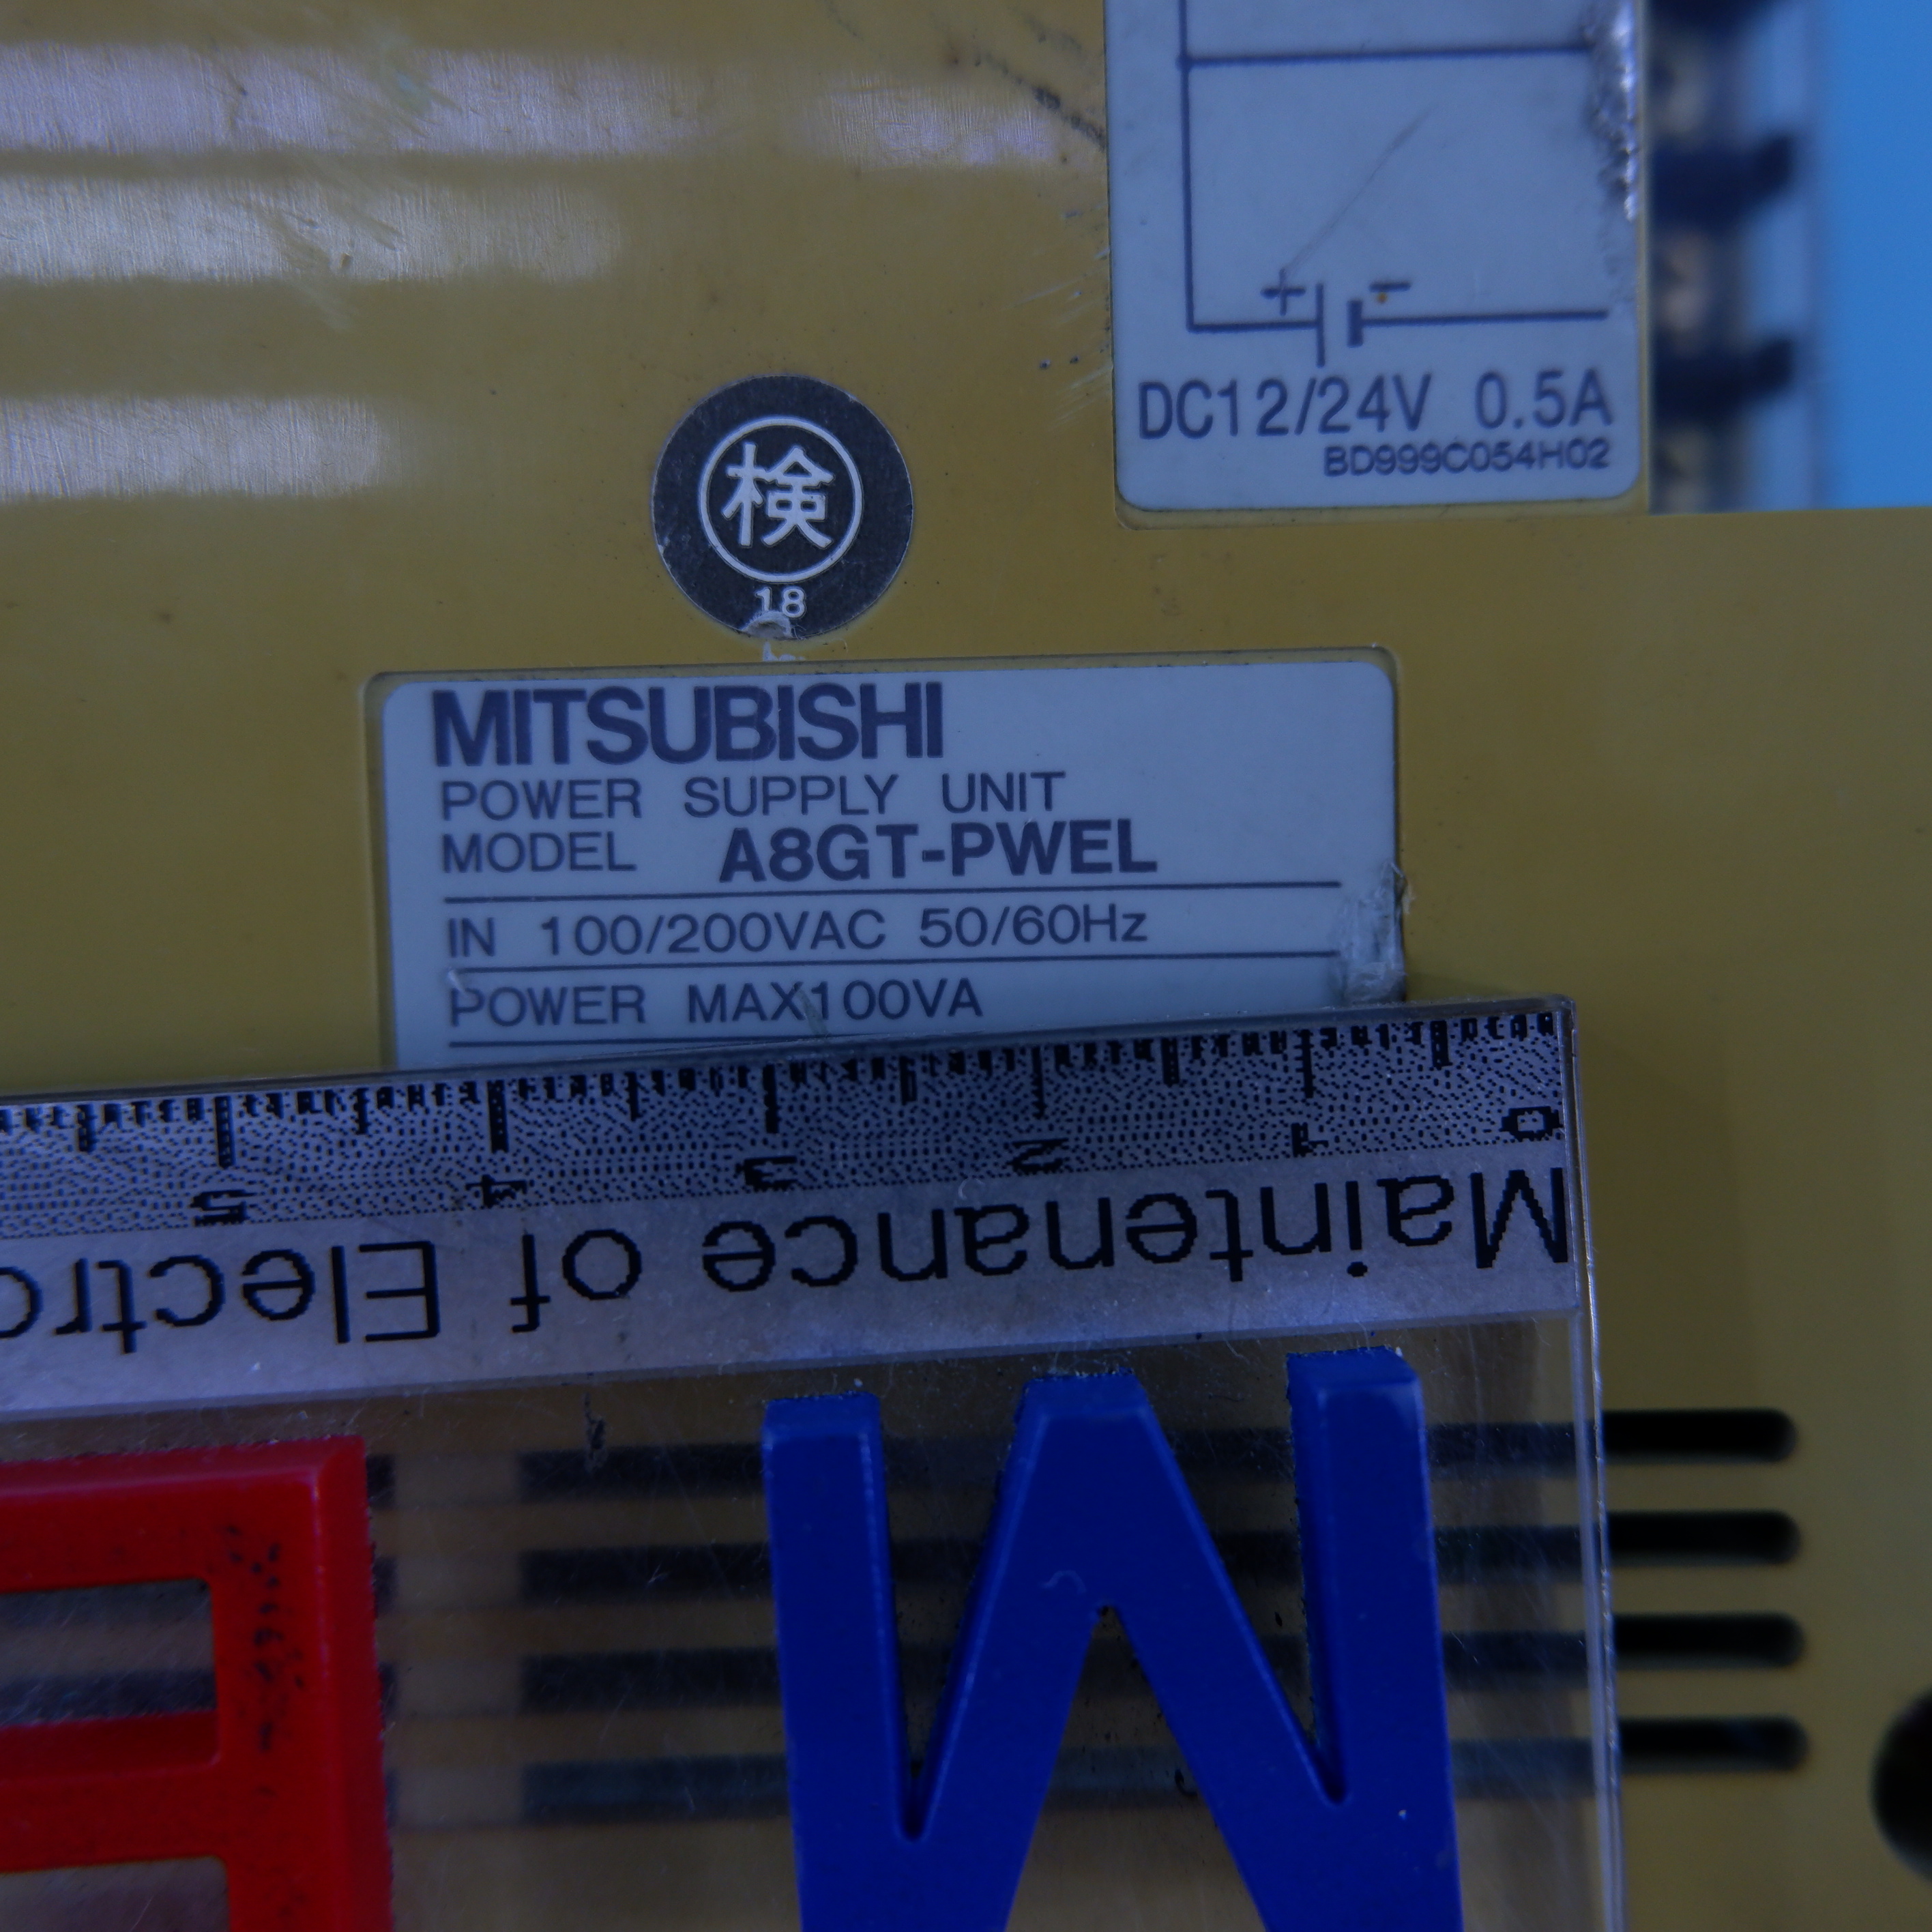 + -
DC12/24V 0.5A
BD999C054H02
検
18
MITSUBISHI
POWER SUPPLY UNIT
MODEL A8GT-PWEL
IN 100/200VAC 50/60Hz
POWER MAX100VA
5 4 3 2 1 0
Maintenance of Electro
M
E